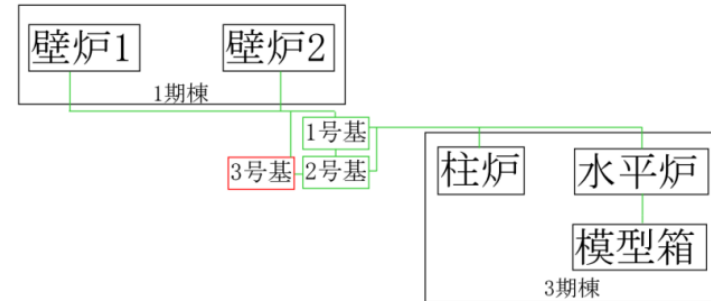 壁炉1
壁炉2
1期棟
1号基
3号基
2号基
柱炉
水平炉
模型箱
3期棟